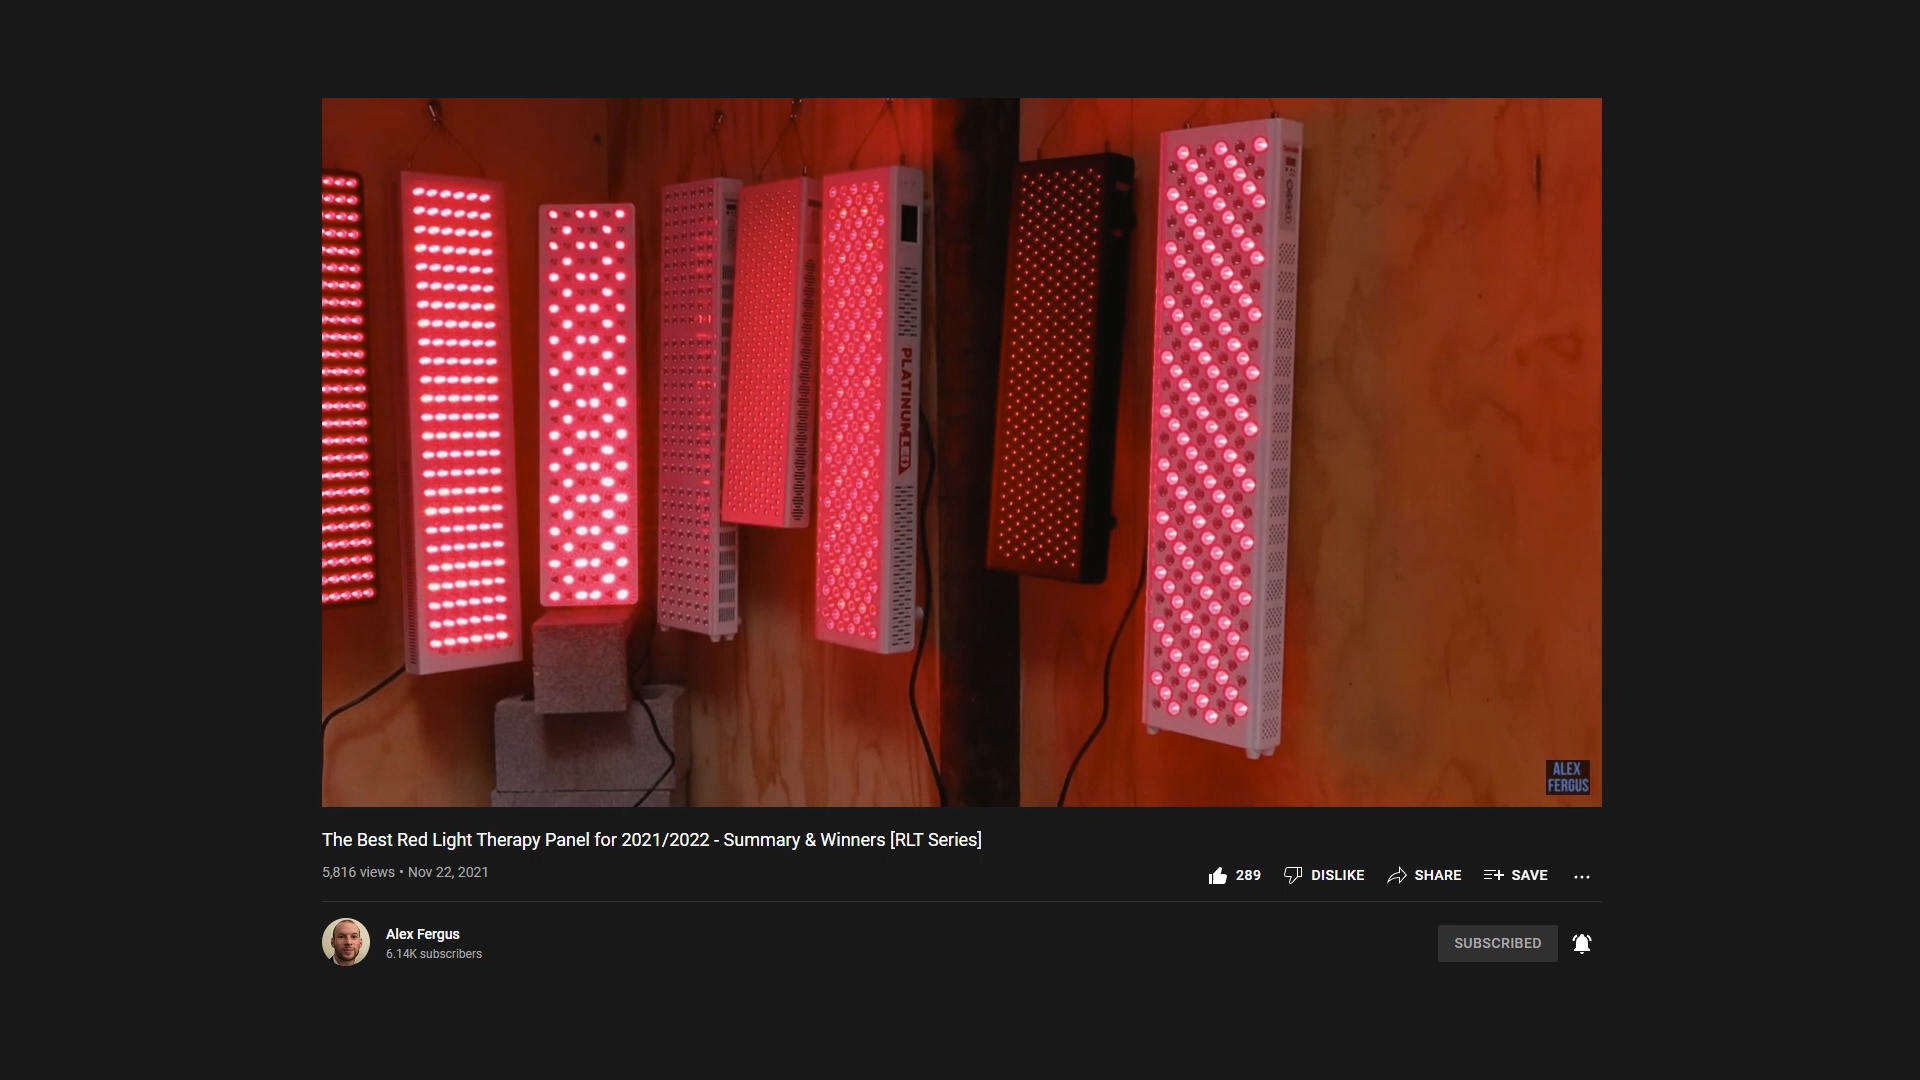 PLATINUM LED
ALEX
FERGUS
The Best Red Light Therapy Panel for 2021/2022 - Summary & Winners [RLT Series]
5,816 views • Nov 22, 2021
289 DISLIKE SHARE SAVE ...
Alex Fergus
6.14K subscribers
SUBSCRIBED